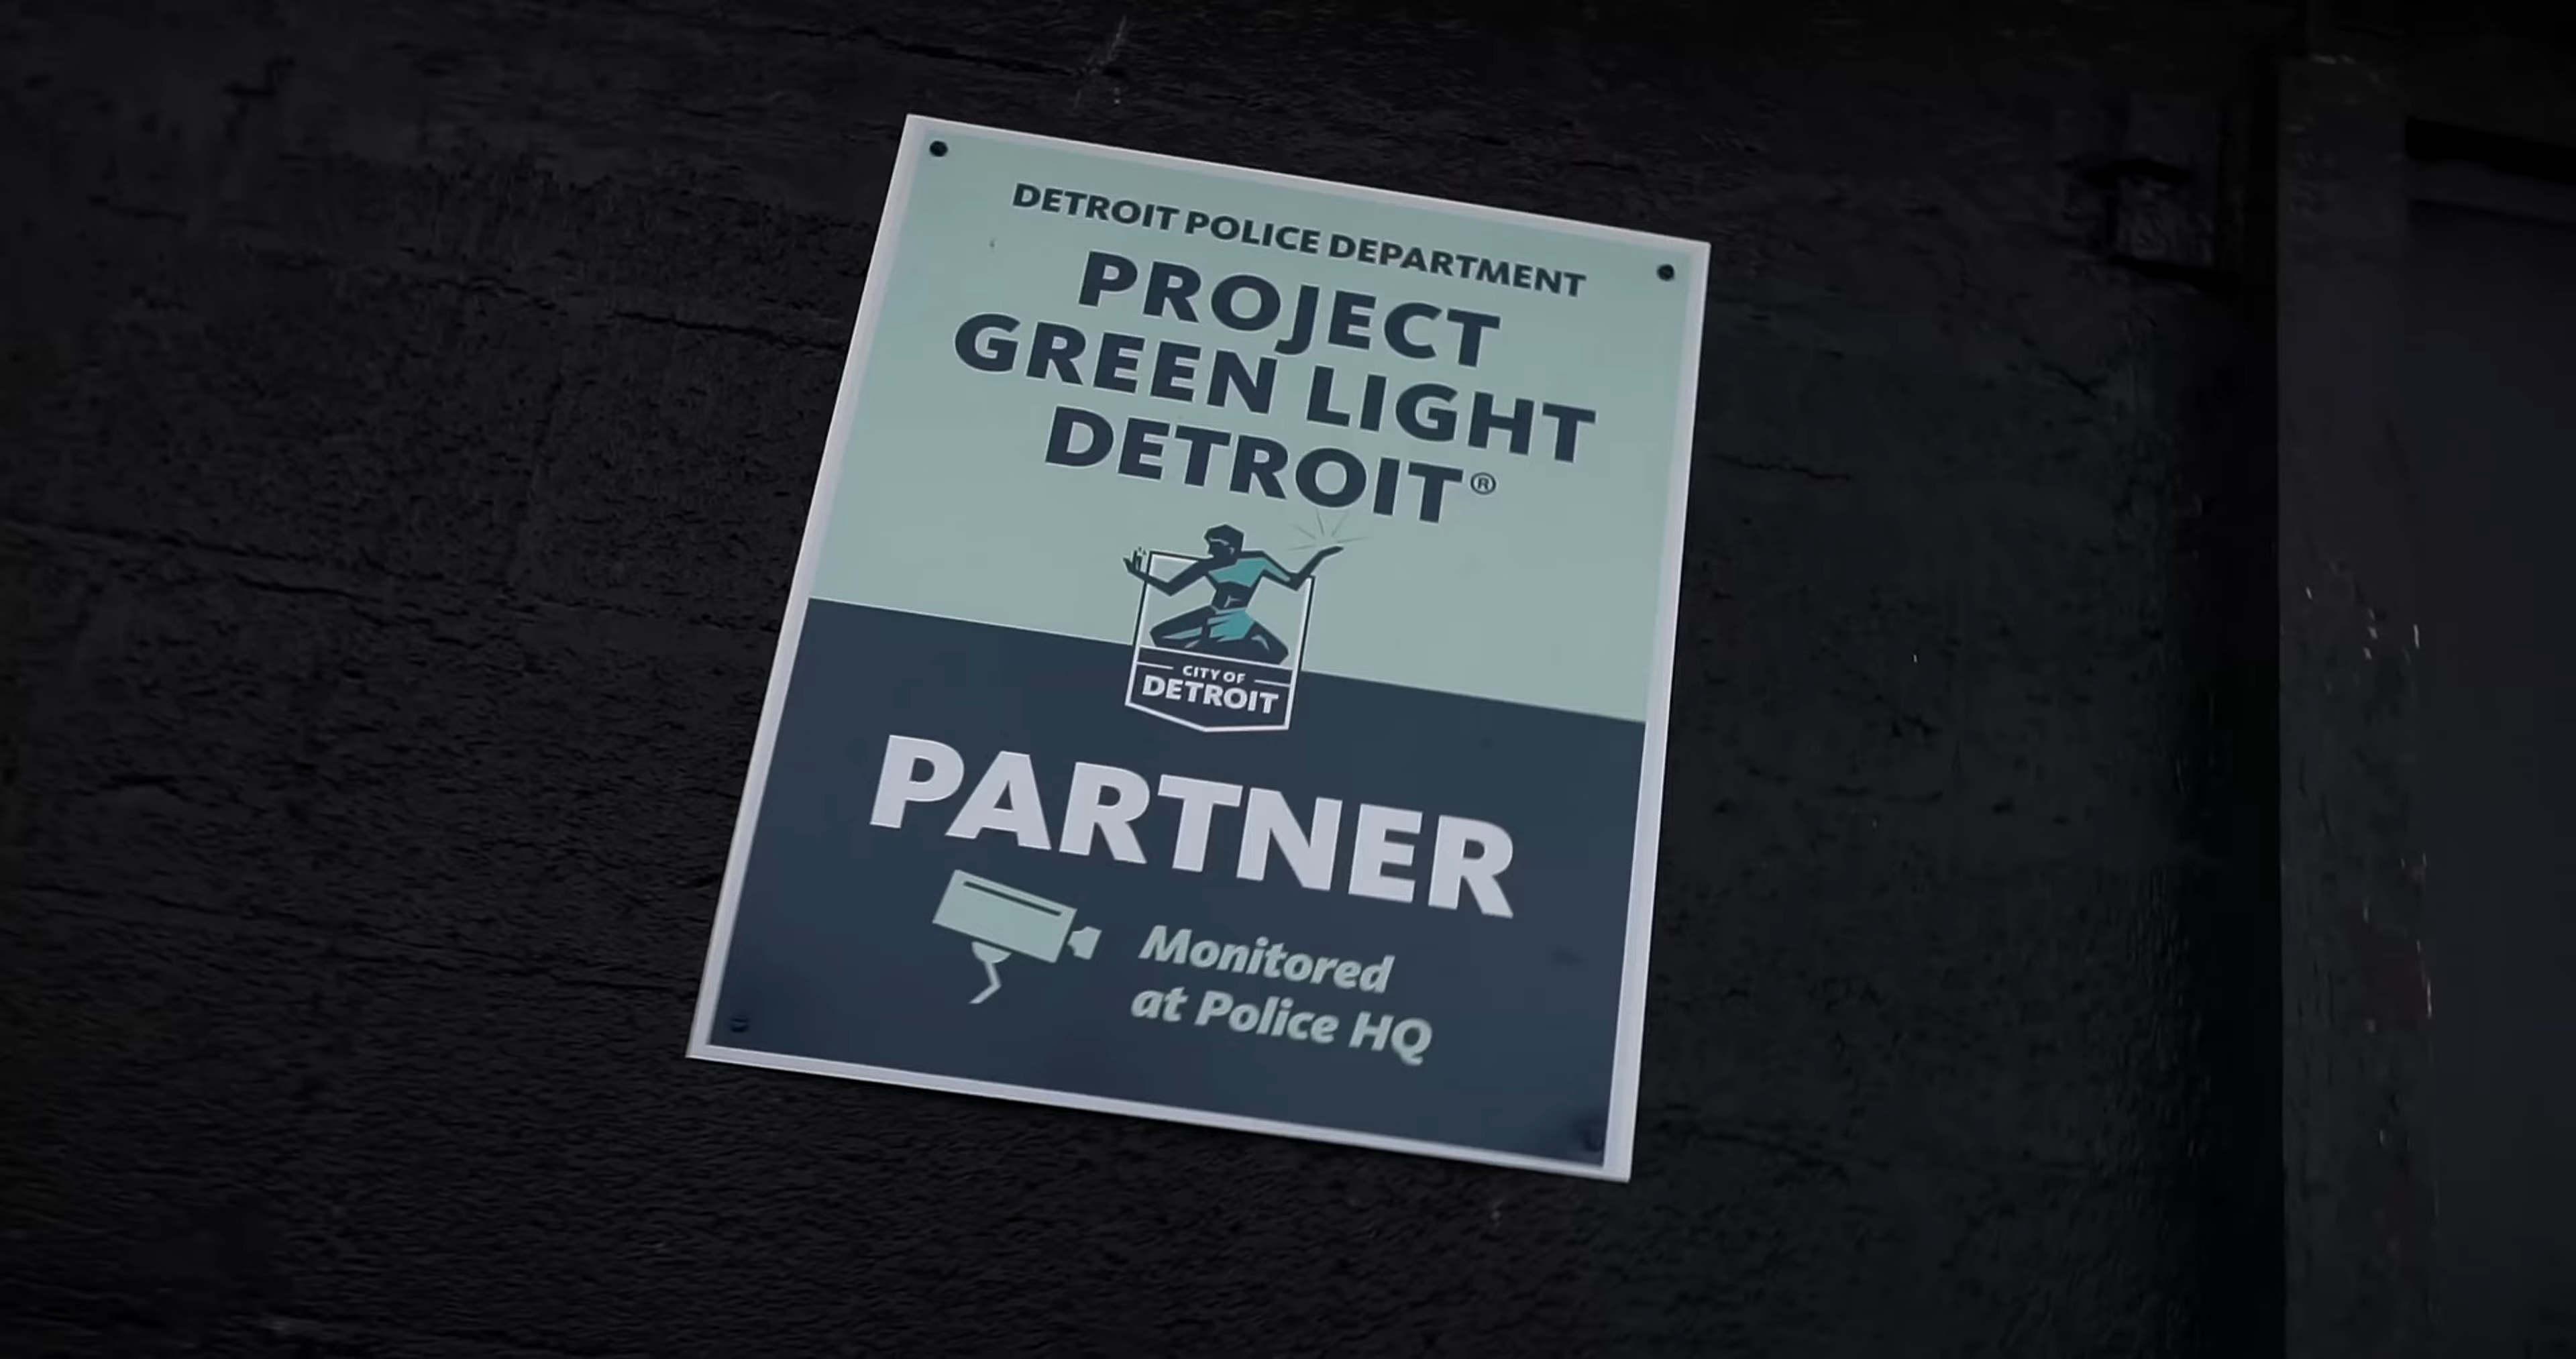 DETROIT POLICE DEPARTMENT
PROJECT
GREEN LIGHT
DETROIT®
CITY OF
DETROIT
PARTNER
Monitored
at Police HQ